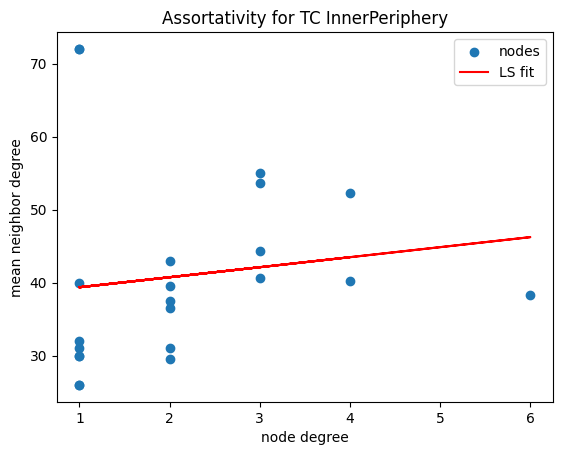 Assortativity for TC InnerPeriphery
nodes
LS fit
mean neighbor degree
70
60
50
40
30
1 2 3 4 5 6
node degree